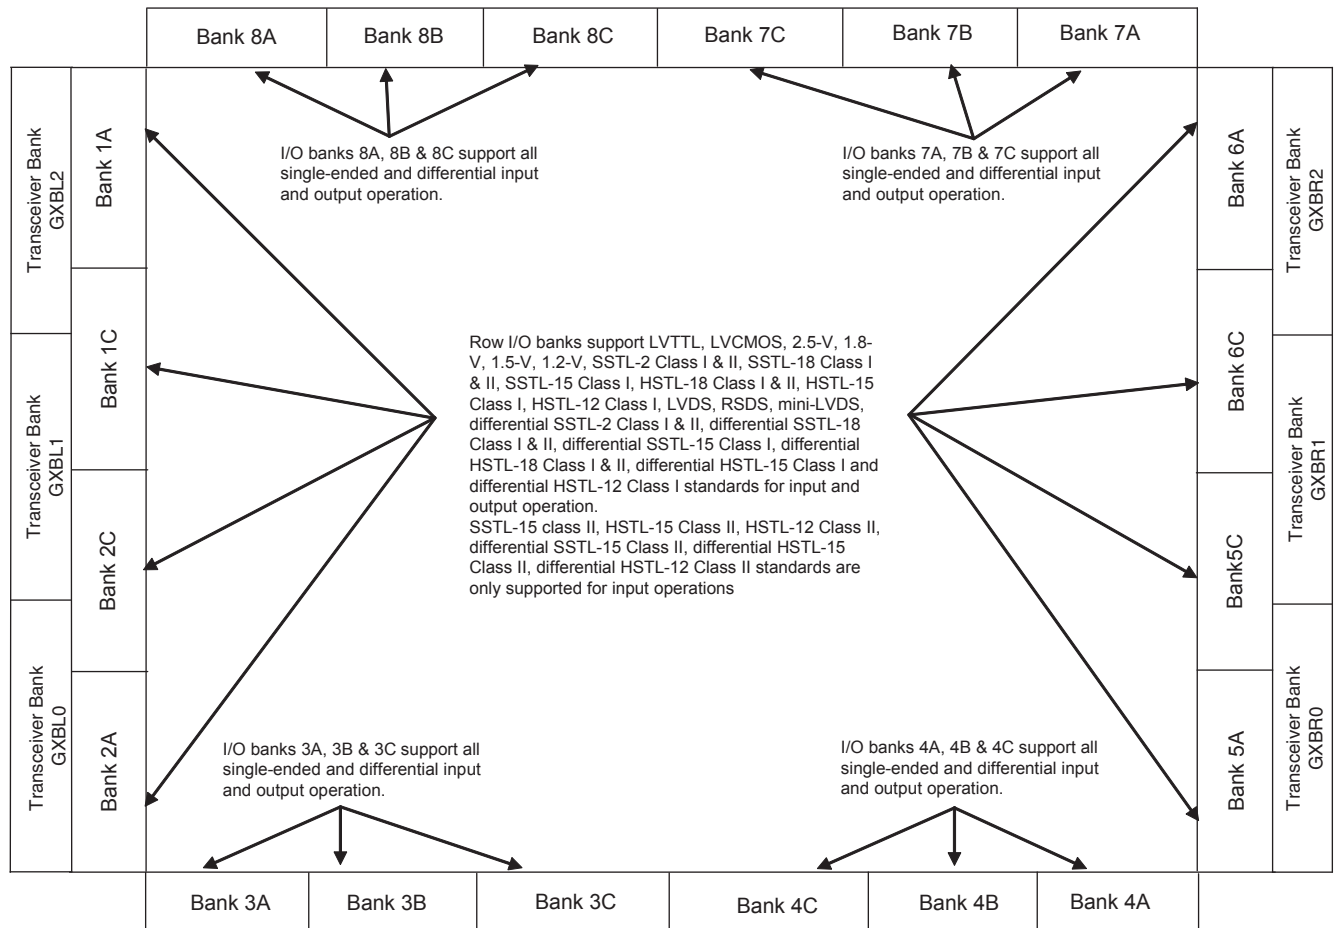 Bank 8A
Bank 8B
Bank 8C
Bank 7C
Bank 7B
Bank 7A
Transceiver Bank
GXBL2
Transceiver Bank
GXBL1
Transceiver Bank
GXBL0
Bank 1A
Bank 1C
Bank 2C
Bank 2A
I/O banks 8A, 8B & 8C support all
single-ended and differential input
and output operation.
I/O banks 7A, 7B & 7C support all
single-ended and differential input
and output operation.
Row I/O banks support LVTTL, LVCMOS, 2.5-V, 1.8-
V, 1.5-V, 1.2-V, SSTL-2 Class I & II, SSTL-18 Class I
& II, SSTL-15 Class I, HSTL-18 Class I & II, HSTL-15
Class I, HSTL-12 Class I, LVDS, RSDS, mini-LVDS,
differential SSTL-2 Class I & II, differential SSTL-18
Class I & II, differential SSTL-15 Class I, differential
HSTL-18 Class I & II, differential HSTL-15 Class I and
differential HSTL-12 Class I standards for input and
output operation.
SSTL-15 class II, HSTL-15 Class II, HSTL-12 Class II,
differential SSTL-15 Class II, differential HSTL-15
Class II, differential HSTL-12 Class II standards are
only supported for input operations
I/O banks 3A, 3B & 3C support all
single-ended and differential input
and output operation.
I/O banks 4A, 4B & 4C support all
single-ended and differential input
and output operation.
Bank 6A
Bank 6C
Bank5C
Bank 5A
Transceiver Bank
GXBR2
Transceiver Bank
GXBR1
Transceiver Bank
GXBR0
Bank 3A
Bank 3B
Bank 3C
Bank 4C
Bank 4B
Bank 4A